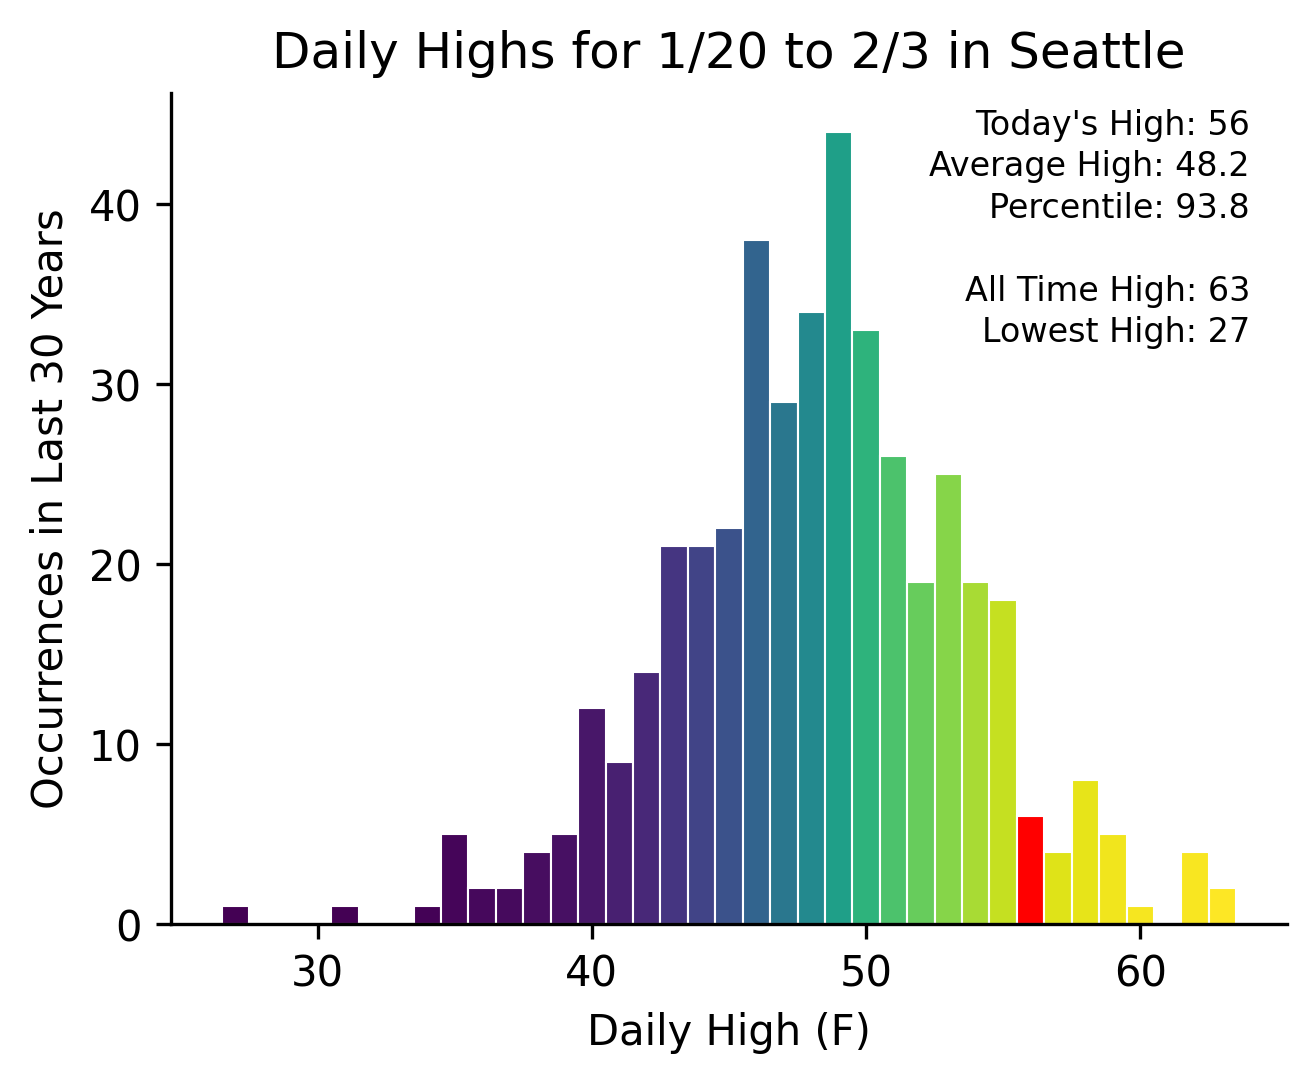 Daily Highs for 1/20 to 2/3 in Seattle
Today's High: 56
Average High: 48.2
Percentile: 93.8
All Time High: 63
Lowest High: 27
Occurrences in Last 30 Years
40
30
20
10
0
30
40
50
60
Daily High (F)